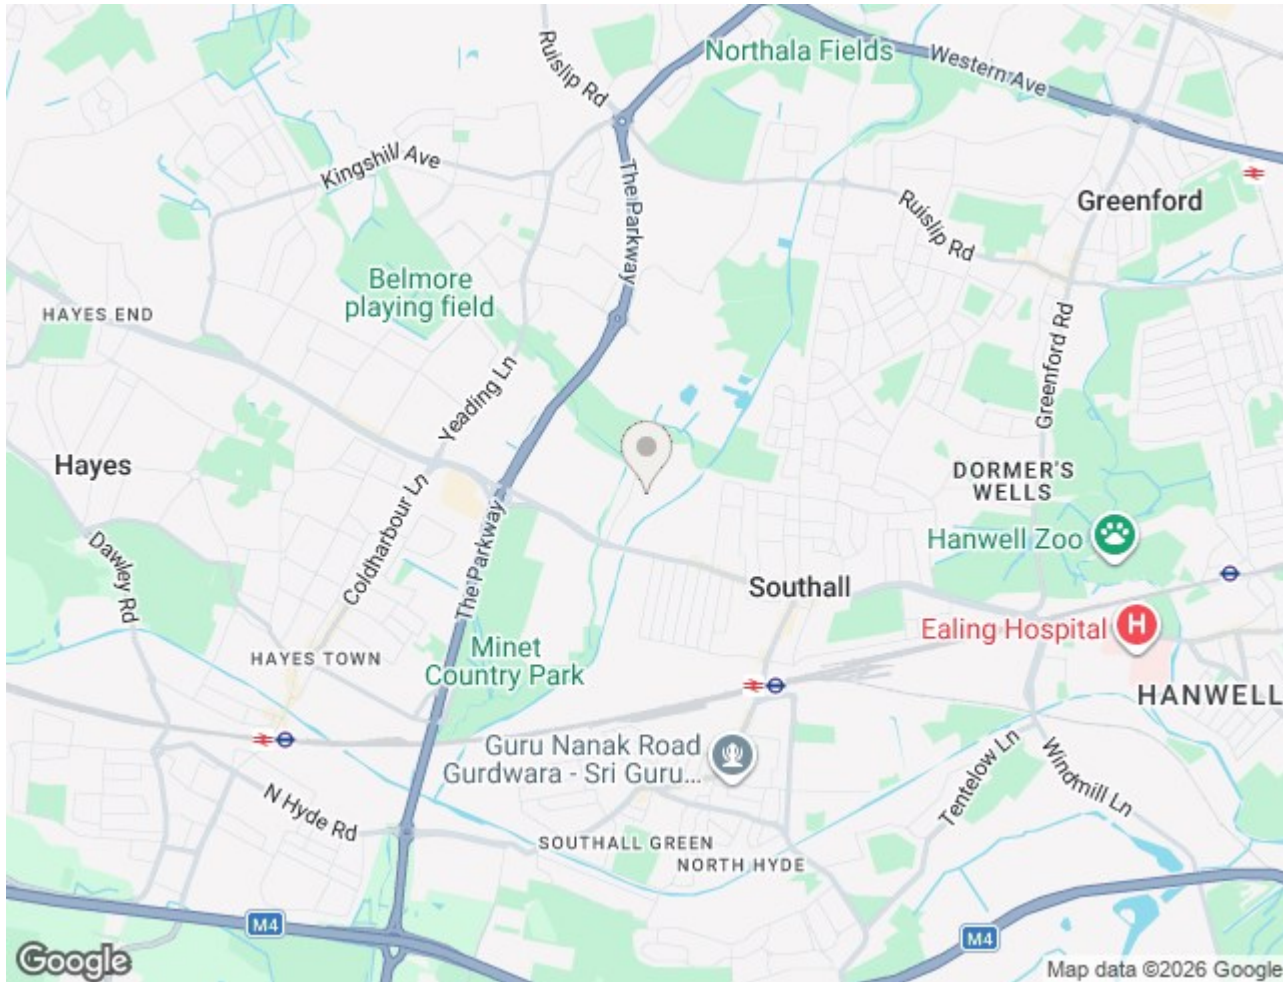 Northala Fields
Western Ave
Ruislip Rd
Kingshill Ave
The Parkway
Greenford
Ruislip Rd
Belmore
playing field
HAYES END
Yeading Ln
Greenford Rd
Hayes
DORMER'S
WELLS
Coldharbour Ln
The Parkway
Hanwell Zoo
Dawley Rd
Southall
Ealing Hospital
H
HAYES TOWN
Minet
Country Park
HANWELL
Guru Nanak Road
Gurdwara - Sri Guru...
Tentelow Ln
Windmill Ln
N Hyde Rd
SOUTHALL GREEN
NORTH HYDE
M4
M4
Google
Map data ©2026 Google